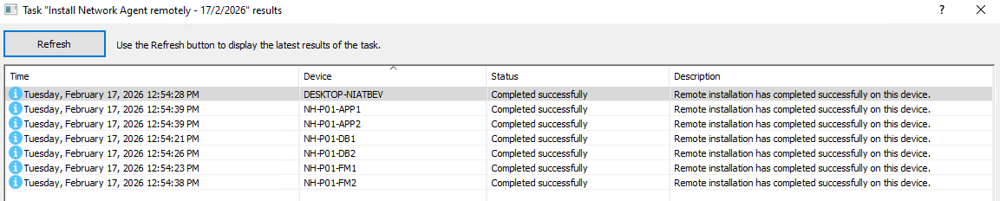 Task "Install Network Agent remotely - 17/2/2026" results ?
Refresh Use the Refresh button to display the latest results of the task.
Time Device Status Description
Tuesday, February 17, 2026 12:54:28 PM DESKTOP-NIATBEV Completed successfully Remote installation has completed successfully on this device.
Tuesday, February 17, 2026 12:54:39 PM NH-P01-APP1 Completed successfully Remote installation has completed successfully on this device.
Tuesday, February 17, 2026 12:54:39 PM NH-P01-APP2 Completed successfully Remote installation has completed successfully on this device.
Tuesday, February 17, 2026 12:54:21 PM NH-P01-DB1 Completed successfully Remote installation has completed successfully on this device.
Tuesday, February 17, 2026 12:54:26 PM NH-P01-DB2 Completed successfully Remote installation has completed successfully on this device.
Tuesday, February 17, 2026 12:54:23 PM NH-P01-FM1 Completed successfully Remote installation has completed successfully on this device.
Tuesday, February 17, 2026 12:54:38 PM NH-P01-FM2 Completed successfully Remote installation has completed successfully on this device.